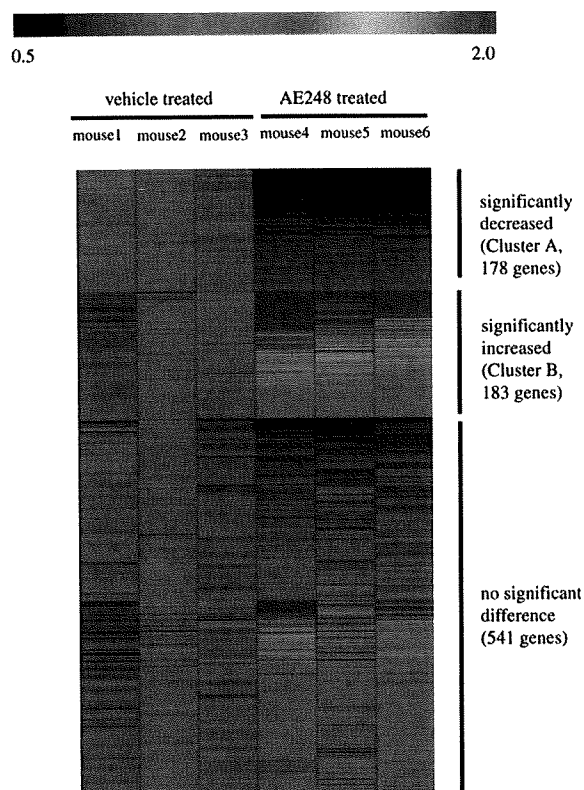 0.5
2.0
vehicle treated
AE248 treated
mouse1
mouse2
mouse3
mouse4
mouse5
mouse6
significantly
decreased
(Cluster A,
178 genes)
significantly
increased
(Cluster B,
183 genes)
no significant
difference
(541 genes)